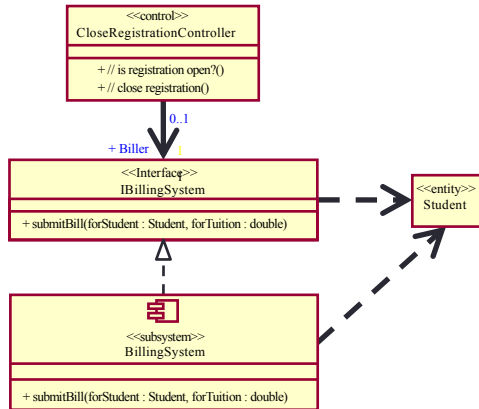 <<control>>
CloseRegistrationController
+ // is registration open?()
+ // close registration()
0..1
+ Biller
<<Interface>>
IBillingSystem
+ submitBill(forStudent : Student, forTuition : double)
<<entity>>
Student
<<subsystem>>
BillingSystem
+ submitBill(forStudent : Student, forTuition : double)